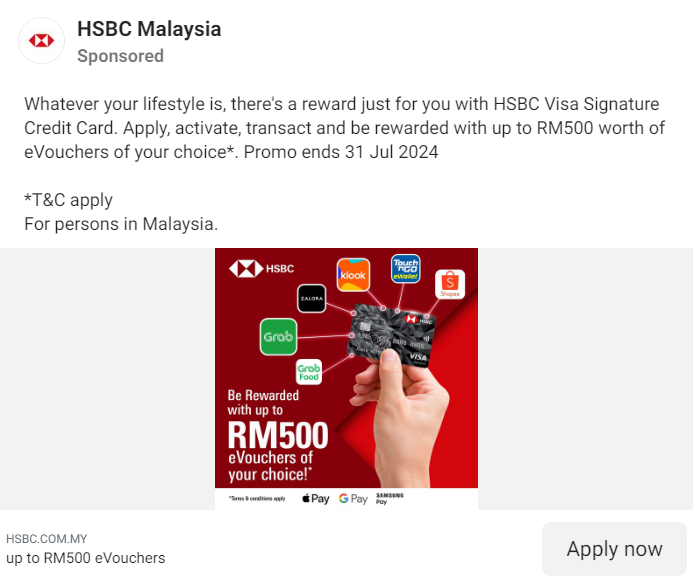 HSBC Malaysia
Sponsored
Whatever your lifestyle is, there's a reward just for you with HSBC Visa Signature
Credit Card. Apply, activate, transact and be rewarded with up to RM500 worth of
eVouchers of your choice*. Promo ends 31 Jul 2024
*T&C apply
For persons in Malaysia.
HSBC
klook
Touch
'n GO
eWallet
ZALORA
S
Shopee
HSBC
Grab
VISA
Grab
Food
Be Rewarded
with up to
RM500
eVouchers of
your choice!*
*Terms & conditions apply
Pay
G Pay
SAMSUNG
Pay
HSBC.COM.MY
up to RM500 eVouchers
Apply now